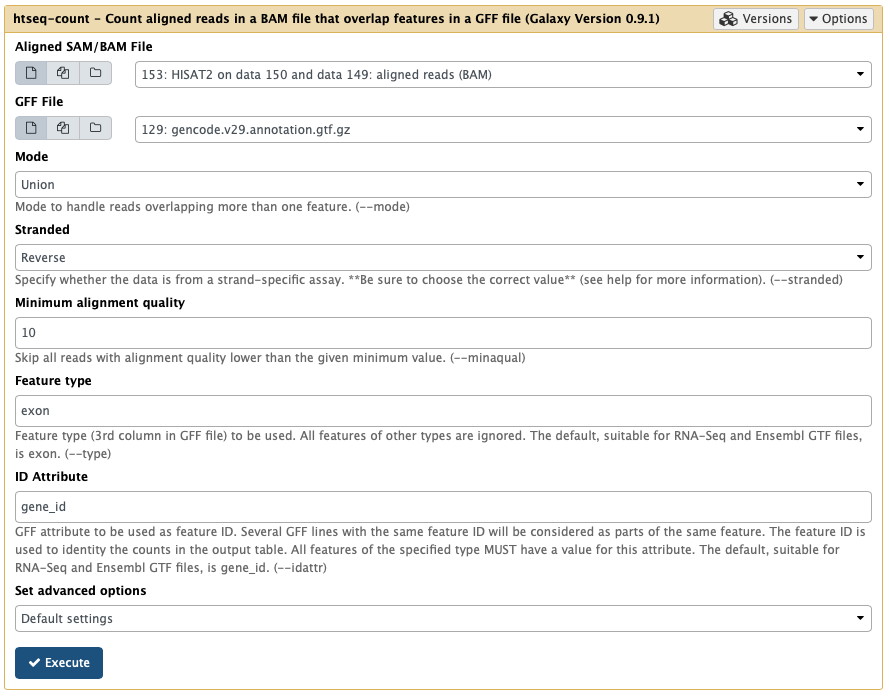 htseq-count - Count aligned reads in a BAM file that overlap features in a GFF file (Galaxy Version 0.9.1) Versions Options
Aligned SAM/BAM File
153: HISAT2 on data 150 and data 149: aligned reads (BAM)
GFF File
129: gencode.v29.annotation.gtf.gz
Mode
Union
Mode to handle reads overlapping more than one feature. (--mode)
Stranded
Reverse
Specify whether the data is from a strand-specific assay. **Be sure to choose the correct value** (see help for more information). (--stranded)
Minimum alignment quality
10
Skip all reads with alignment quality lower than the given minimum value. (--minaqual)
Feature type
exon
Feature type (3rd column in GFF file) to be used. All features of other types are ignored. The default, suitable for RNA-Seq and Ensembl GTF files,
is exon. (--type)
ID Attribute
gene_id
GFF attribute to be used as feature ID. Several GFF lines with the same feature ID will be considered as parts of the same feature. The feature ID is
used to identity the counts in the output table. All features of the specified type MUST have a value for this attribute. The default, suitable for
RNA-Seq and Ensembl GTF files, is gene_id. (--idattr)
Set advanced options
Default settings
Execute